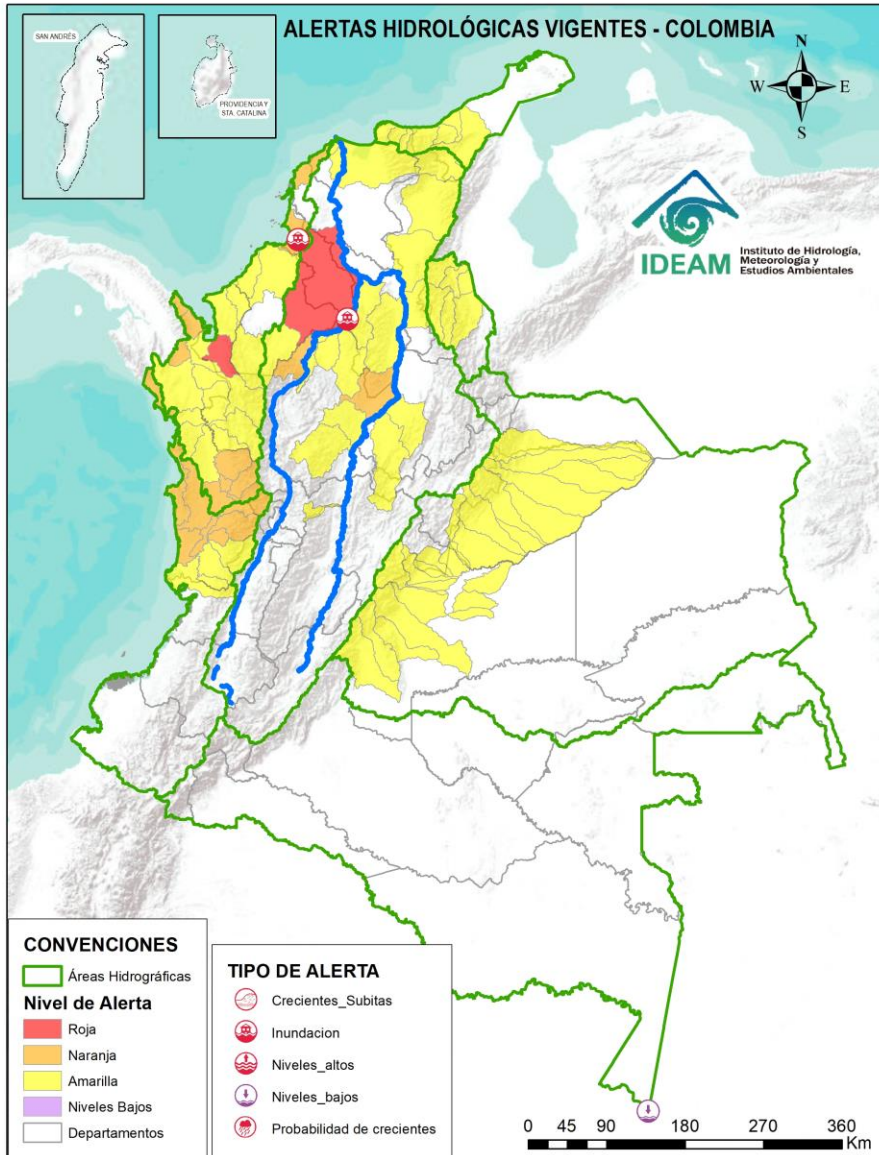 ALERTAS HIDROLÓGICAS VIGENTES - COLOMBIA
SAN ANDRÉS
PROVIDENCIA Y
STA. CATALINA
N
W
E
S
IDEAM
Instituto de Hidrología,
Meteorología y
Estudios Ambientales
CONVENCIONES
Áreas Hidrográficas
Nivel de Alerta
Roja
Naranja
Amarilla
Niveles Bajos
Departamentos
TIPO DE ALERTA
Crecientes_Subitas
Inundacion
Niveles_altos
Niveles_bajos
Probabilidad de crecientes
0 45 90 180 270 360
Km